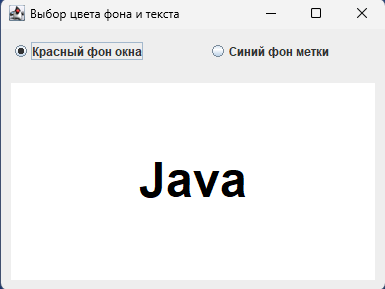 Выбор цвета фона и текста
Красный фон окна
Синий фон метки
Java